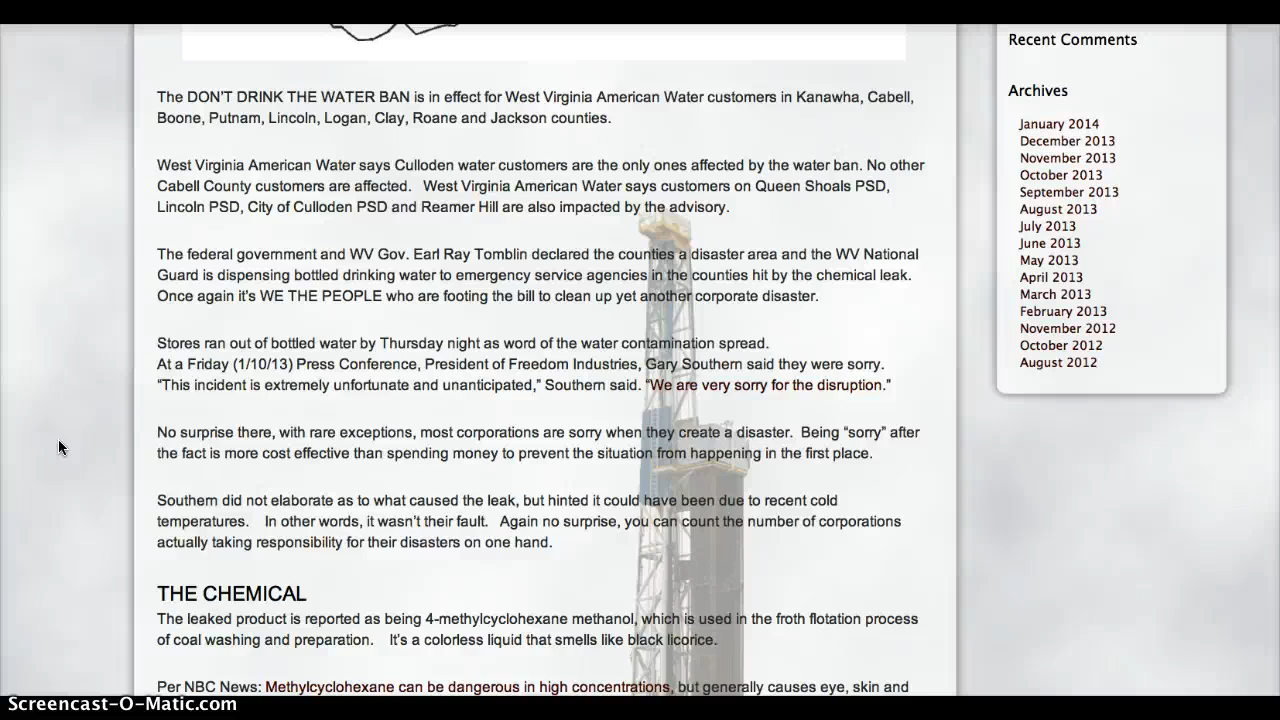 The DON'T DRINK THE WATER BAN is in effect for West Virginia American Water customers in Kanawha, Cabell,
Boone, Putnam, Lincoln, Logan, Clay, Roane and Jackson counties.
West Virginia American Water says Culloden water customers are the only ones affected by the water ban. No other
Cabell County customers are affected. West Virginia American Water says customers on Queen Shoals PSD,
Lincoln PSD, City of Culloden PSD and Reamer Hill are also impacted by the advisory.
The federal government and WV Gov. Earl Ray Tomblin declared the counties a disaster area and the WV National
Guard is dispensing bottled drinking water to emergency service agencies in the counties hit by the chemical leak.
Once again it's WE THE PEOPLE who are footing the bill to clean up yet another corporate disaster.
Stores ran out of bottled water by Thursday night as word of the water contamination spread.
At a Friday (1/10/13) Press Conference, President of Freedom Industries, Gary Southern said they were sorry.
“This incident is extremely unfortunate and unanticipated,” Southern said. “We are very sorry for the disruption.”
No surprise there, with rare exceptions, most corporations are sorry when they create a disaster. Being “sorry” after
the fact is more cost effective than spending money to prevent the situation from happening in the first place.
Southern did not elaborate as to what caused the leak, but hinted it could have been due to recent cold
temperatures. In other words, it wasn't their fault. Again no surprise, you can count the number of corporations
actually taking responsibility for their disasters on one hand.
THE CHEMICAL
The leaked product is reported as being 4-methylcyclohexane methanol, which is used in the froth flotation process
of coal washing and preparation. It's a colorless liquid that smells like black licorice.
Per NBC News: Methylcyclohexane can be dangerous in high concentrations, but generally causes eye, skin and
Recent Comments
Archives
January 2014
December 2013
November 2013
October 2013
September 2013
August 2013
July 2013
June 2013
May 2013
April 2013
March 2013
February 2013
November 2012
October 2012
August 2012
Screencast-O-Matic.com